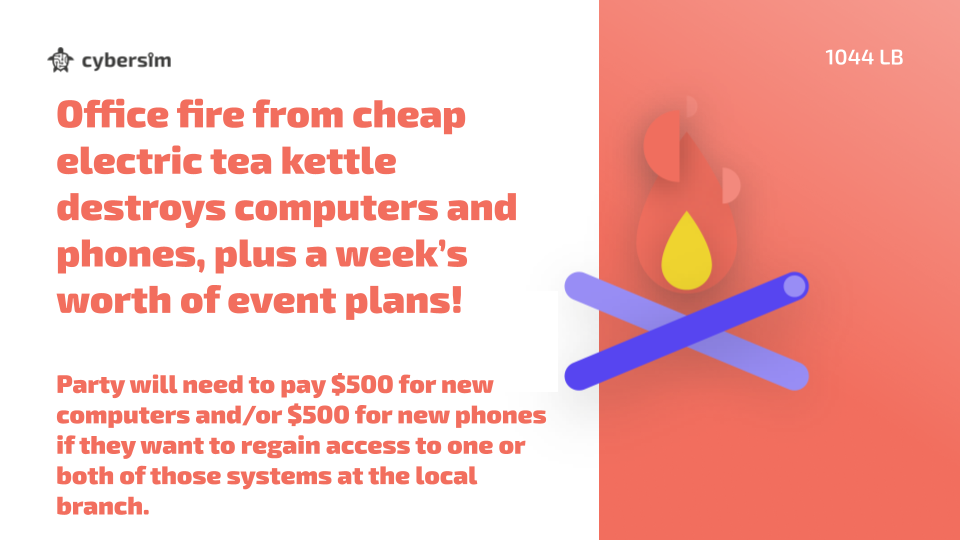 cybersim
1044 LB
Office fire from cheap
electric tea kettle
destroys computers and
phones, plus a week’s
worth of event plans!
Party will need to pay $500 for new
computers and/or $500 for new phones
if they want to regain access to one or
both of those systems at the local
branch.